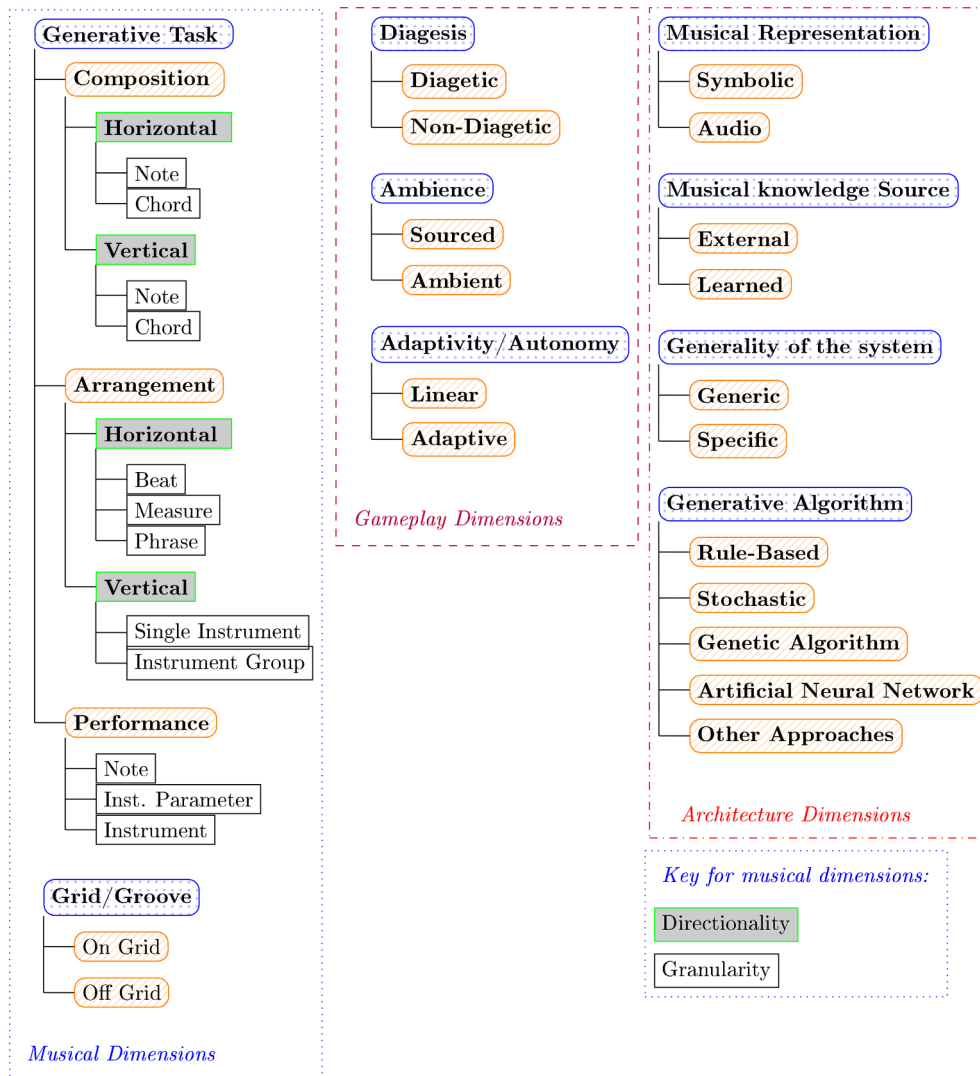 Generative Task
Composition
Horizontal
Note
Chord
Vertical
Note
Chord
Arrangement
Horizontal
Beat
Measure
Phrase
Vertical
Single Instrument
Instrument Group
Performance
Note
Inst. Parameter
Instrument
Grid/Groove
On Grid
Off Grid
Musical Dimensions
Diagesis
Diagetic
Non-Diagetic
Ambience
Sourced
Ambient
Adaptivity/Autonomy
Linear
Adaptive
Gameplay Dimensions
Musical Representation
Symbolic
Audio
Musical knowledge Source
External
Learned
Generality of the system
Generic
Specific
Generative Algorithm
Rule-Based
Stochastic
Genetic Algorithm
Artificial Neural Network
Other Approaches
Architecture Dimensions
Key for musical dimensions:
Directionality
Granularity